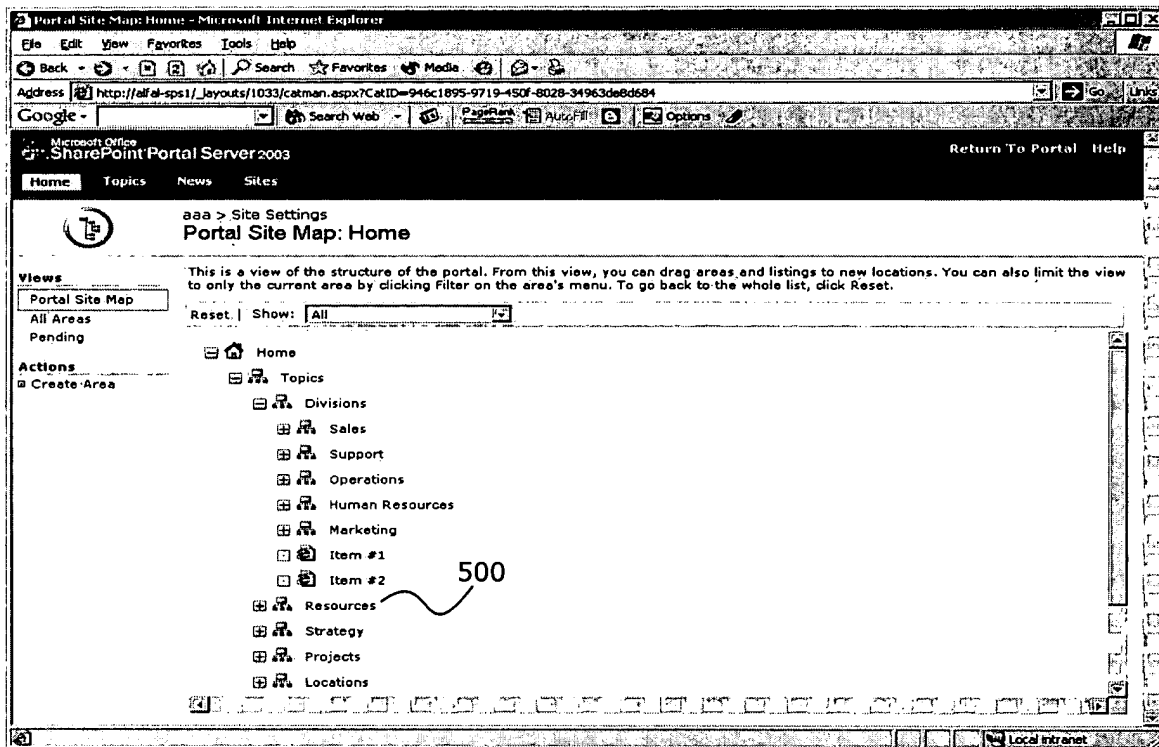 Portal Site Map: Home - Microsoft Internet Explorer
File Edit View Favorites Tools Help
Back Search Favorites Media
Address http://alfal-sps1/_layouts/1033/catman.aspx?CatID=946c1895-9719-450f-8028-34963de8d684 Go Links
Google - Search Web PageRank AutoFill Options
Microsoft Office
SharePoint Portal Server 2003 Return To Portal Help
Home Topics News Sites
aaa > Site Settings
Portal Site Map: Home
Views
Portal Site Map
All Areas
Pending
Actions
Create Area
This is a view of the structure of the portal. From this view, you can drag areas and listings to new locations. You can also limit the view
to only the current area by clicking Filter on the area's menu. To go back to the whole list, click Reset.
Reset | Show: All
Home
Topics
Divisions
Sales
Support
Operations
Human Resources
Marketing
Item #1
Item #2
500
Resources
Strategy
Projects
Locations
Local intranet